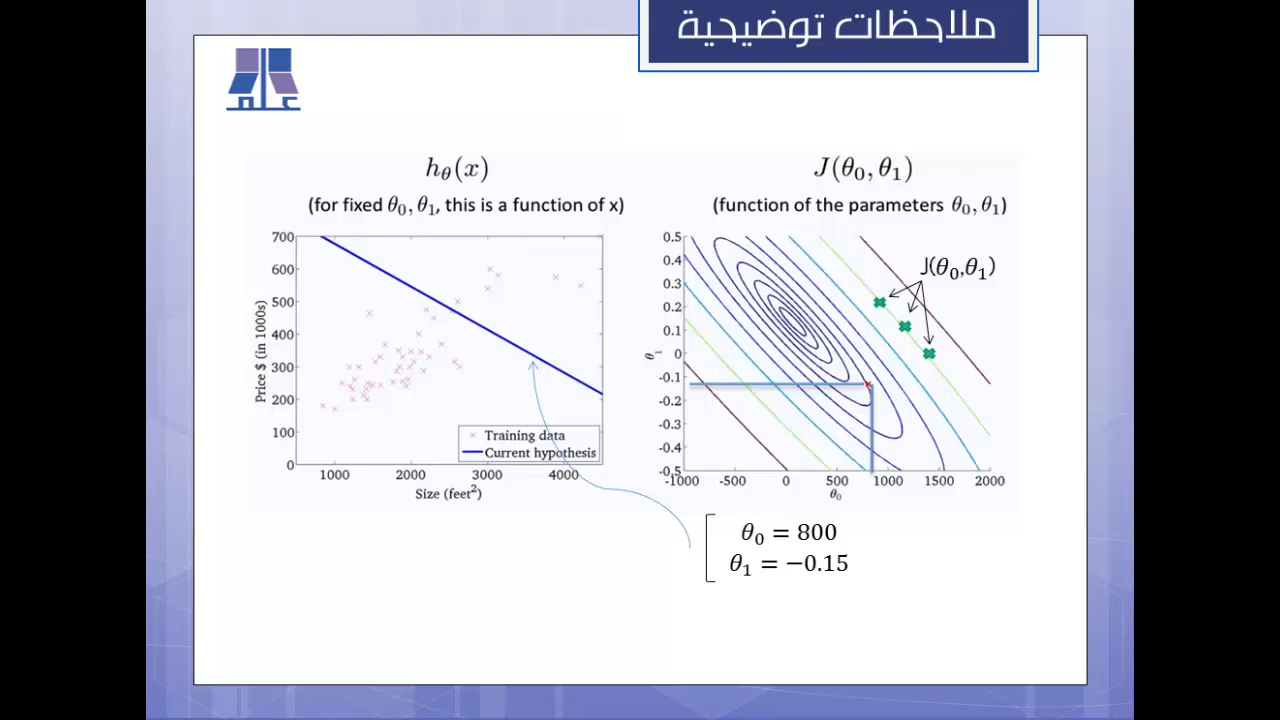 ملاحظات توضيحية
علم
h_θ(x)
(for fixed θ₀, θ₁, this is a function of x)
700
600
500
400
300
200
100
0
Price $ (in 1000s)
1000
2000
3000
4000
Size (feet²)
Training data
Current hypothesis
J(θ₀, θ₁)
(function of the parameters θ₀, θ₁)
0.5
0.4
0.3
0.2
0.1
0
-0.1
-0.2
-0.3
-0.4
-0.5
θ₁
-1000
-500
0
500
1000
1500
2000
θ₀
J(θ₀,θ₁)
θ₀ = 800
θ₁ = −0.15